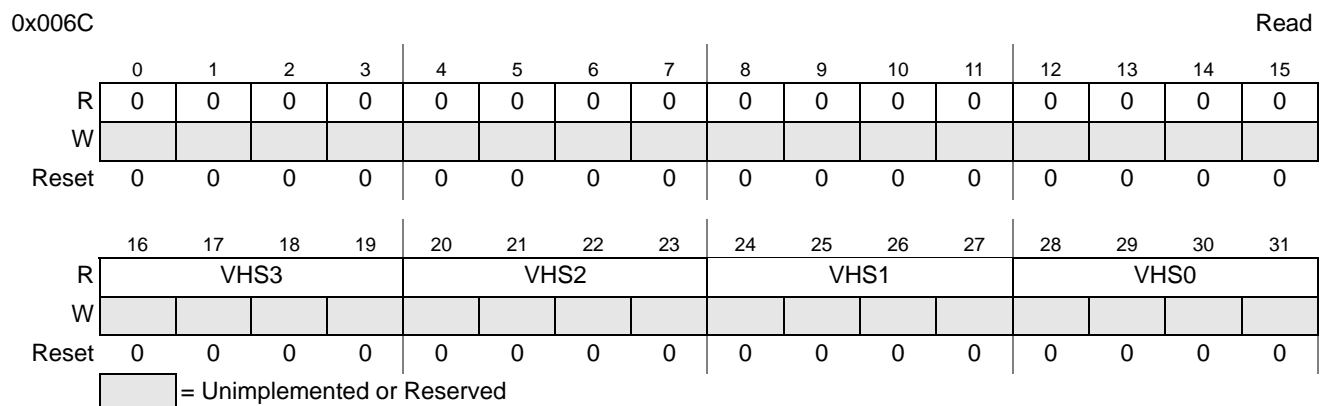 0x006C Read
0 1 2 3 4 5 6 7 8 9 10 11 12 13 14 15
R 0 0 0 0 0 0 0 0 0 0 0 0 0 0 0 0
W
Reset 0 0 0 0 0 0 0 0 0 0 0 0 0 0 0 0
16 17 18 19 20 21 22 23 24 25 26 27 28 29 30 31
R VHS3 VHS2 VHS1 VHS0
W
Reset 0 0 0 0 0 0 0 0 0 0 0 0 0 0 0 0
= Unimplemented or Reserved